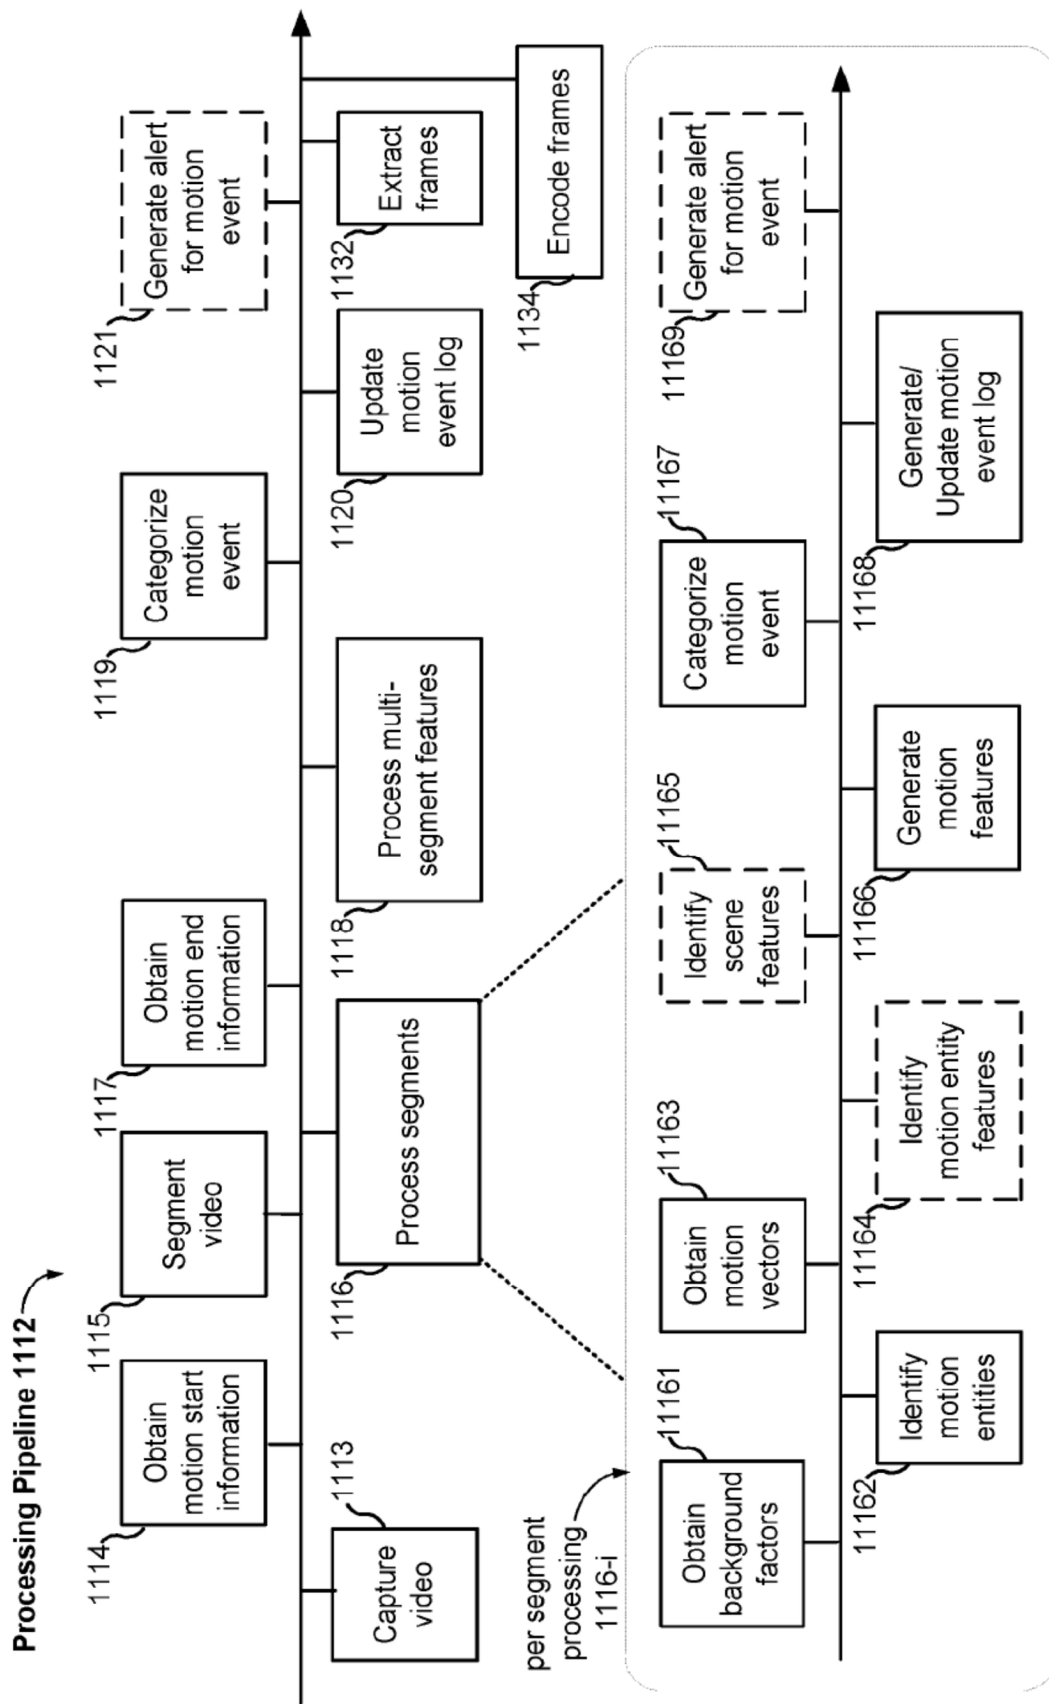 Processing Pipeline 1112
1113
Capture
video
1114
Obtain
motion start
information
1115
Segment
video
1116
Process segments
1117
Obtain
motion end
information
1118
Process multi-
segment features
1119
Categorize
motion
event
1120
Update
motion
event log
1121
Generate alert
for motion
event
1132
Extract
frames
1134
Encode frames
per segment
processing
1116-i
11161
Obtain
background
factors
11162
Identify
motion
entities
11163
Obtain
motion
vectors
11164
Identify
motion entity
features
11165
Identify
scene
features
11166
Generate
motion
features
11167
Categorize
motion
event
11168
Generate/
Update motion
event log
11169
Generate alert
for motion
event